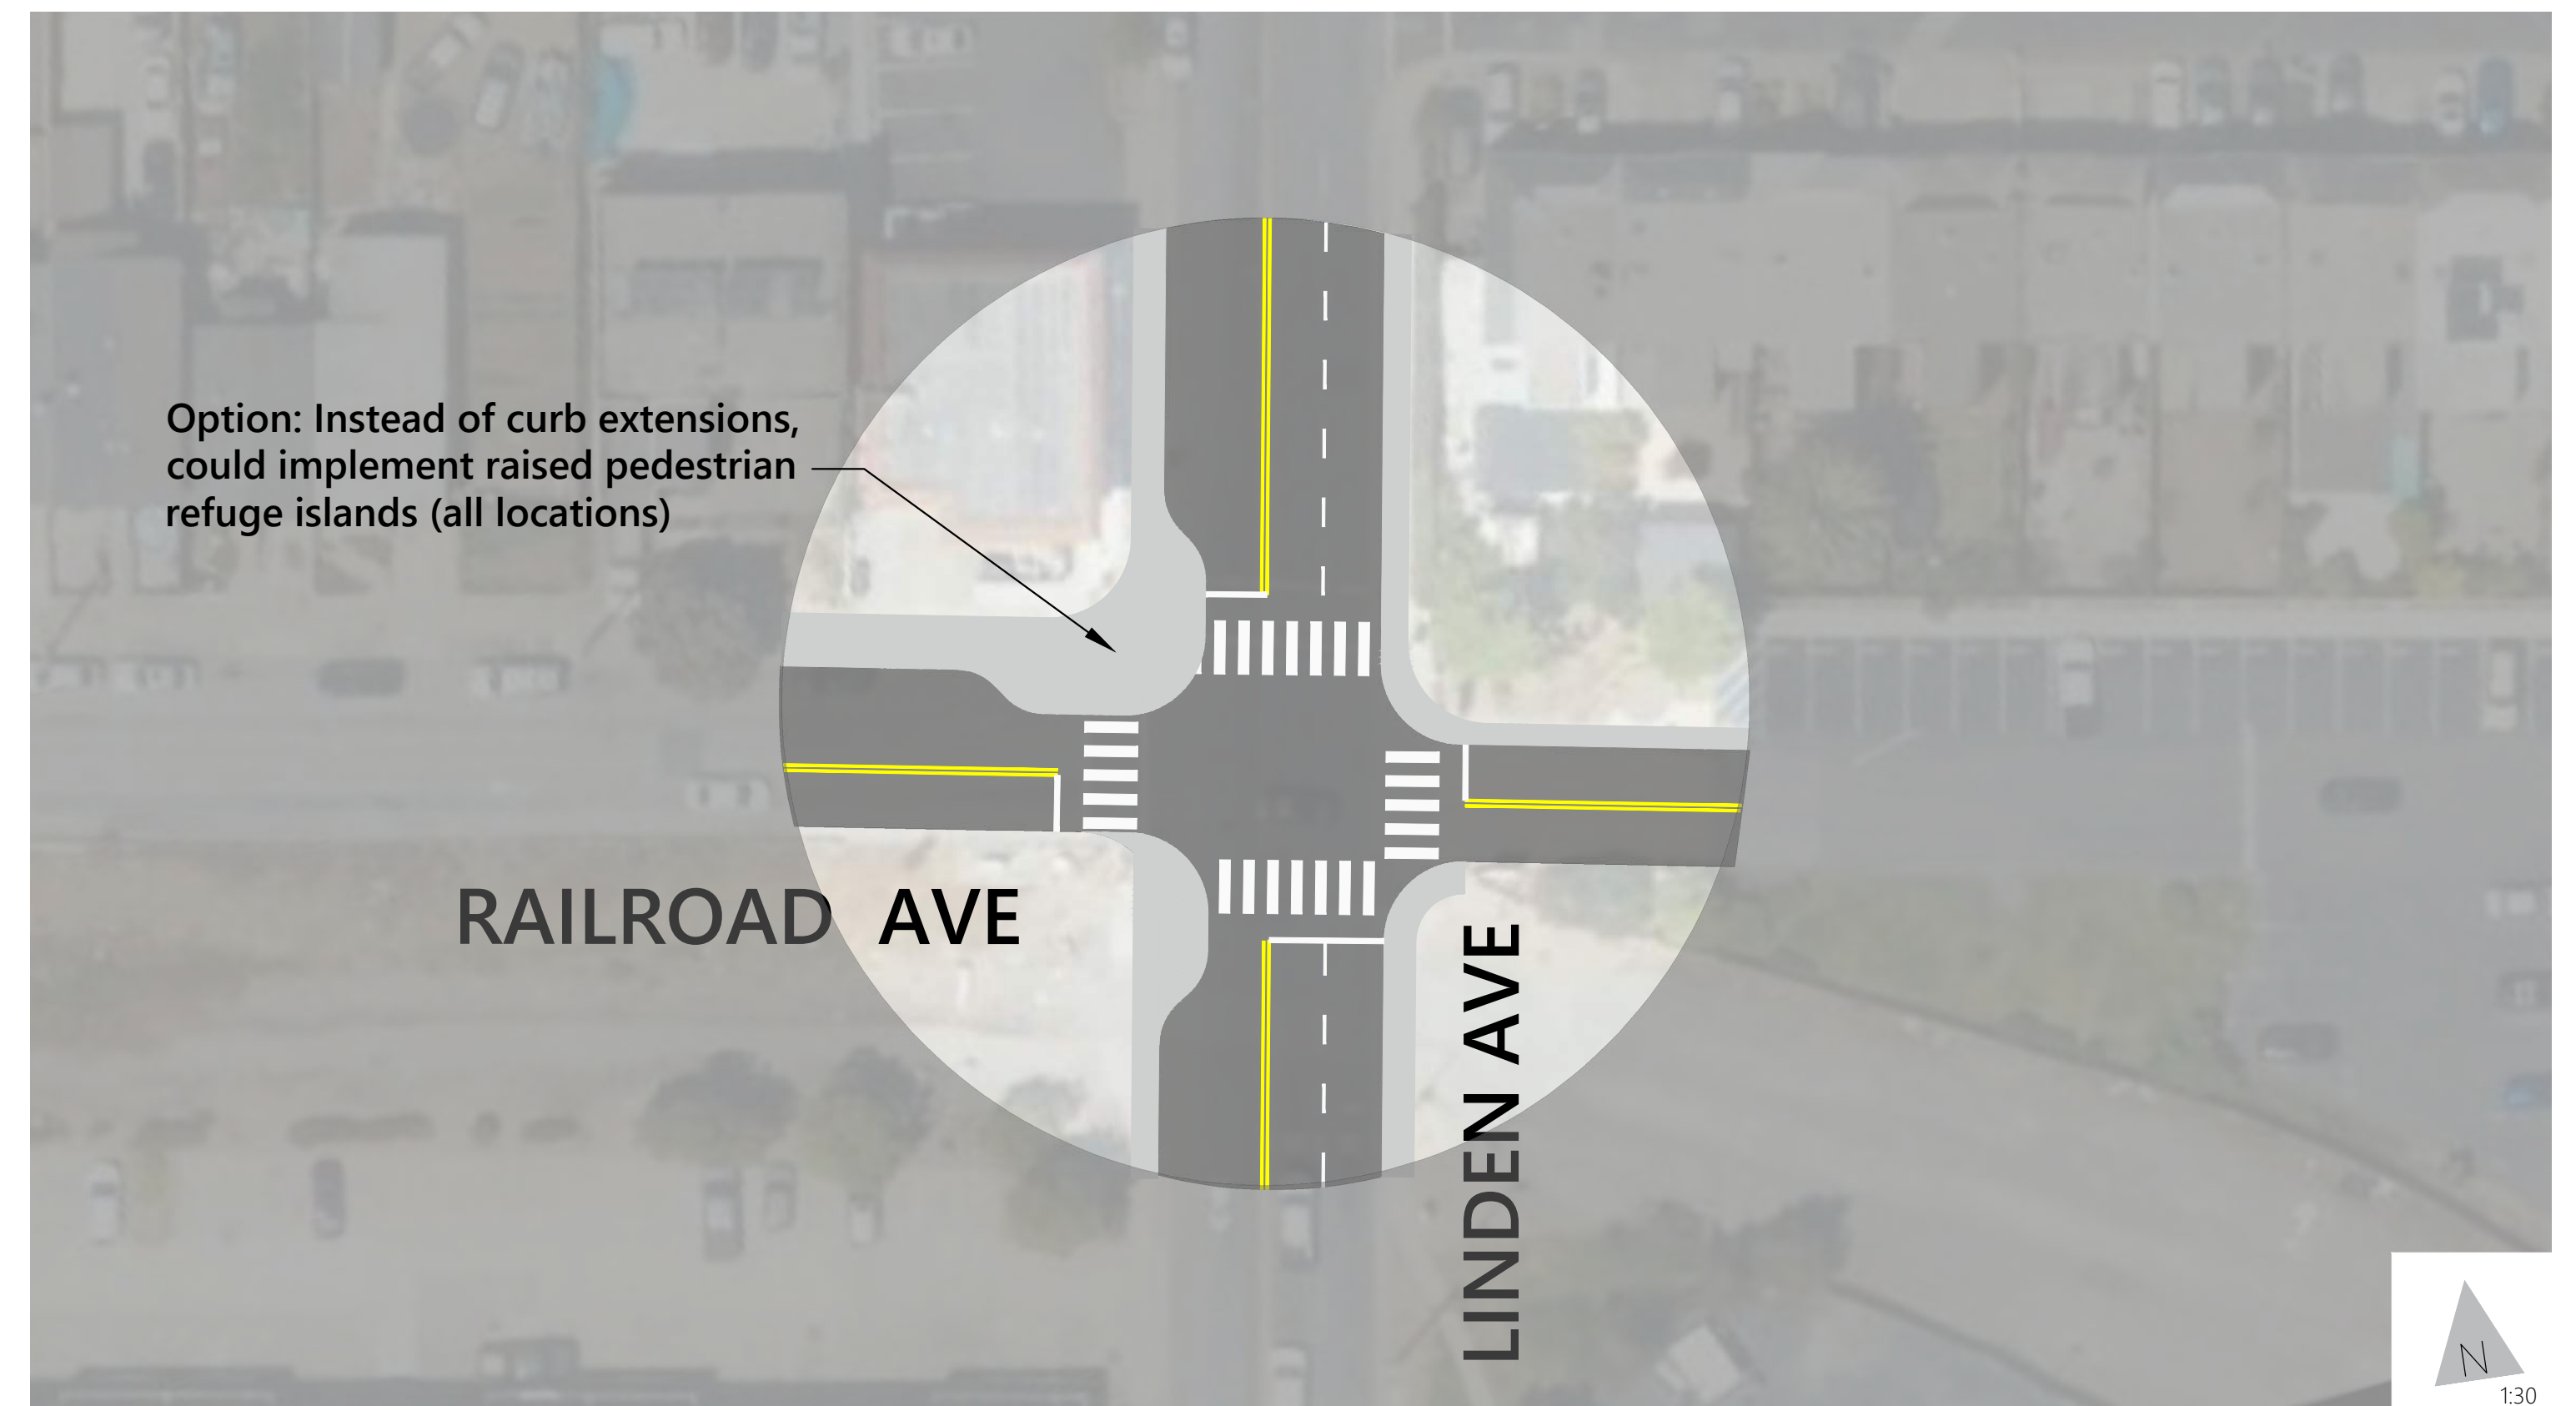 Option: Instead of curb extensions,
could implement raised pedestrian
refuge islands (all locations)
RAILROAD AVE
LINDEN AVE
N
1:30